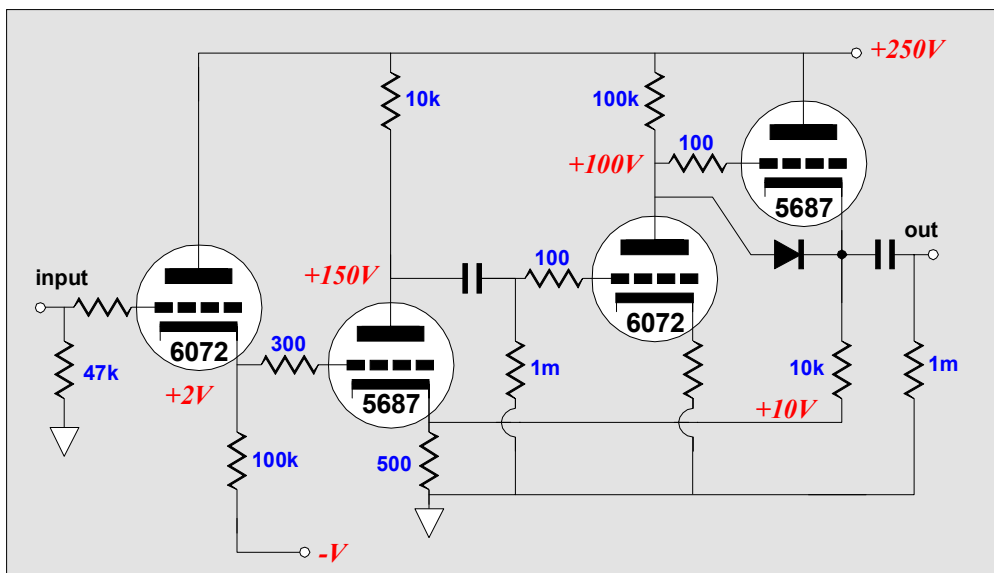 +250V
10k
100k
100
+100V
5687
out
input
+150V
100
6072
300
6072
47k
+2V
5687
1m
10k
1m
+10V
100k
500
-V